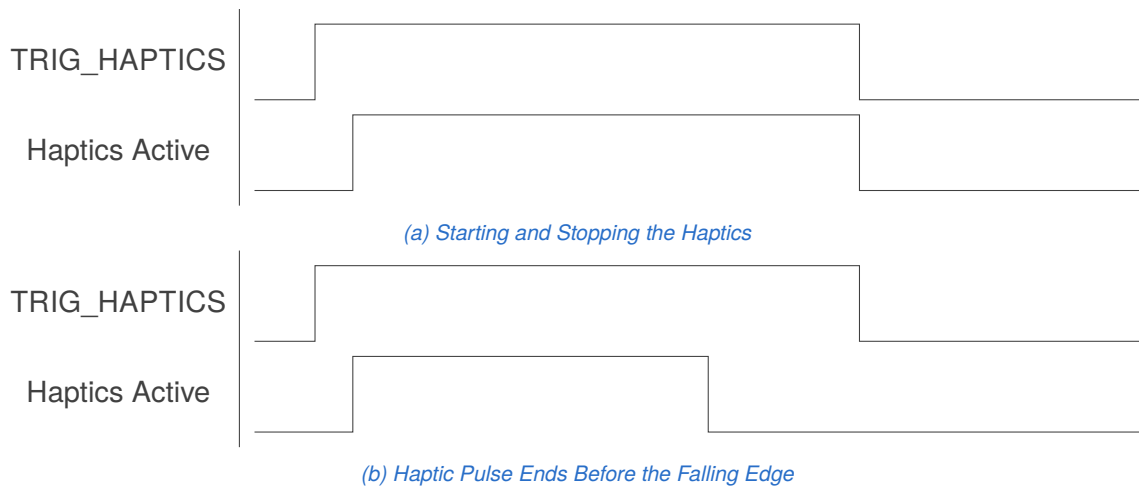 TRIG_HAPTICS
Haptics Active
(a) Starting and Stopping the Haptics
TRIG_HAPTICS
Haptics Active
(b) Haptic Pulse Ends Before the Falling Edge